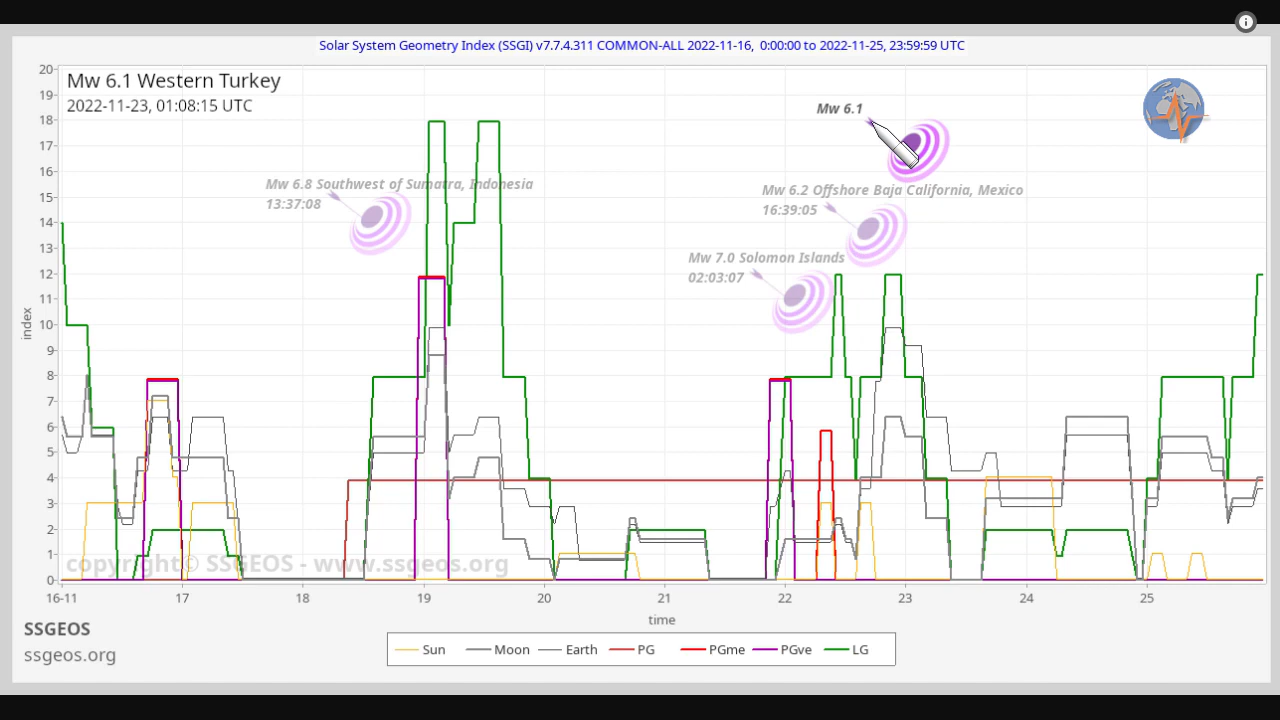 Solar System Geometry Index (SSGI) v7.7.4.311 COMMON-ALL 2022-11-16, 0:00:00 to 2022-11-25, 23:59:59 UTC
Mw 6.1 Western Turkey
2022-11-23, 01:08:15 UTC
Mw 6.1
Mw 6.8 Southwest of Sumatra, Indonesia
13:37:08
Mw 6.2 Offshore Baja California, Mexico
16:39:05
Mw 7.0 Solomon Islands
02:03:07
index
20
19
18
17
16
15
14
13
12
11
10
9
8
7
6
5
4
3
2
1
0
copyright© SSGEOS - www.ssgeos.org
16-11 17 18 19 20 21 22 23 24 25
time
SSGEOS
ssgeos.org
Sun Moon Earth PG PGme PGve LG